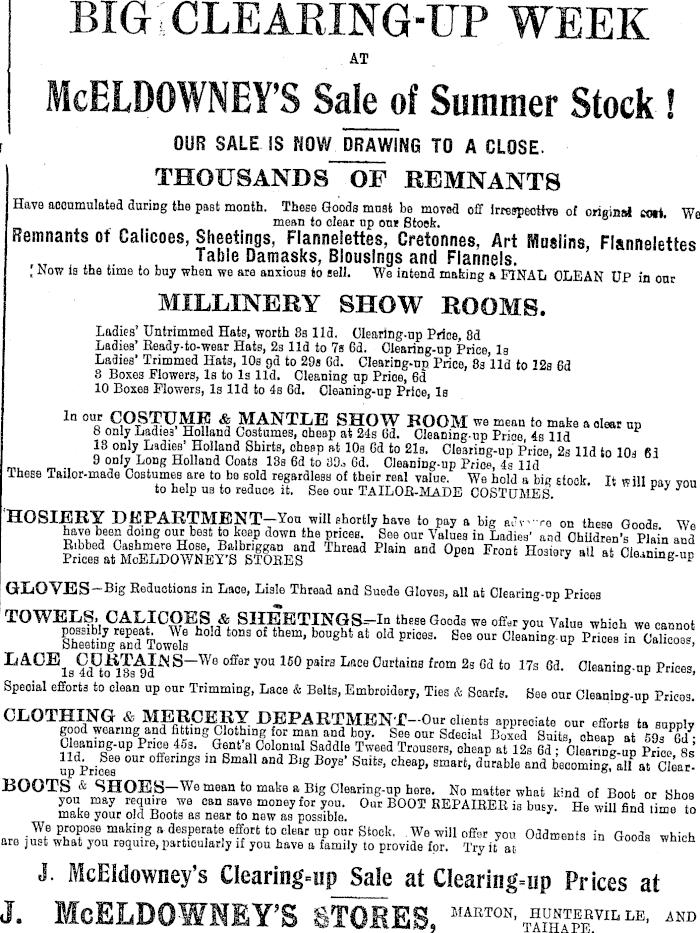 BIG CLEARING-UP WEEK
AT
McELDOWNEY'S Sale of Summer Stock !
OUR SALE IS NOW DRAWING TO A CLOSE.
THOUSANDS OF REMNANTS
Have accumulated during the past month. These Goods must be moved off irrespective of original cost. We
mean to clear up our Stock.
Remnants of Calicoes, Sheetings, Flannelettes, Cretonnes, Art Muslins, Flannelettes
Table Damasks, Blousings and Flannels.
Now is the time to buy when we are anxious to sell. We intend making a FINAL CLEAN UP in our
MILLINERY SHOW ROOMS.
Ladies' Untrimmed Hats, worth 3s 11d. Clearing-up Price, 3d
Ladies' Ready-to-wear Hats, 2s 11d to 7s 6d. Clearing-up Price, 1s
Ladies' Trimmed Hats, 10s 9d to 29s 6d. Clearing-up Price, 3s 11d to 12s 6d
3 Boxes Flowers, 1s to 1s 11d. Cleaning up Price, 6d
10 Boxes Flowers, 1s 11d to 4s 6d. Cleaning-up Price, 1s
In our COSTUME & MANTLE SHOW ROOM we mean to make a clear up
8 only Ladies' Holland Costumes, cheap at 24s 6d. Cleaning-up Price, 4s 11d
13 only Ladies' Holland Shirts, cheap at 10s 6d to 21s. Clearing-up Price, 2s 11d to 10s 6d
9 only Long Holland Coats 13s 6d to 39s 6d. Cleaning-up Price, 4s 11d
These Tailor-made Costumes are to be sold regardless of their real value. We hold a big stock. It will pay you
to help us to reduce it. See our TAILOR-MADE COSTUMES.
HOSIERY DEPARTMENT—You will shortly have to pay a big on these Goods. We
have been doing our best to keep down the prices. See our Values in Ladies' and Children's Plain and
Ribbed Cashmere Hose, Balbriggan and Thread Plain and Open Front Hosiery all at Cleaning-up
Prices at McELDOWNEY'S STORES
GLOVES—Big Reductions in Lace, Lisle Thread and Suede Gloves, all at Clearing-up Prices
TOWELS, CALICOES & SHEETINGS—In these Goods we offer you Value which we cannot
possibly repeat. We hold tons of them, bought at old prices. See our Cleaning-up Prices in Calicoes,
Sheeting and Towels
LACE CURTAINS—We offer you 150 pairs Lace Curtains from 2s 6d to 17s 6d. Cleaning-up Prices,
1s 4d to 13s 9d
Special efforts to clean up our Trimming, Lace & Belts, Embroidery, Ties & Scarfs. See our Cleaning-up Prices.
CLOTHING & MERCERY DEPARTMENT—Our clients appreciate our efforts to supply
good wearing and fitting Clothing for man and boy. See our Sdecial Boxed Suits, cheap at 59s 6d;
Cleaning-up Price 45s. Gent's Colonial Saddle Tweed Trousers, cheap at 12s 6d; Clearing-up Price, 8s
11d. See our offerings in Small and Big Boys' Suits, cheap, smart, durable and becoming, all at Clear-
up Prices
BOOTS & SHOES—We mean to make a Big Clearing-up here. No matter what kind of Boot or Shoe
you may require we can save money for you. Our BOOT REPAIRER is busy. He will find time to
make your old Boots as near to new as possible.
We propose making a desperate effort to clear up our Stock. We will offer you Oddments in Goods which
are just what you require, particularly if you have a family to provide for. Try it at
J. McEldowney's Clearing-up Sale at Clearing-up Prices at
J. McELDOWNEY'S STORES, MARTON, HUNTERVILLE, AND
TAIHAPE.